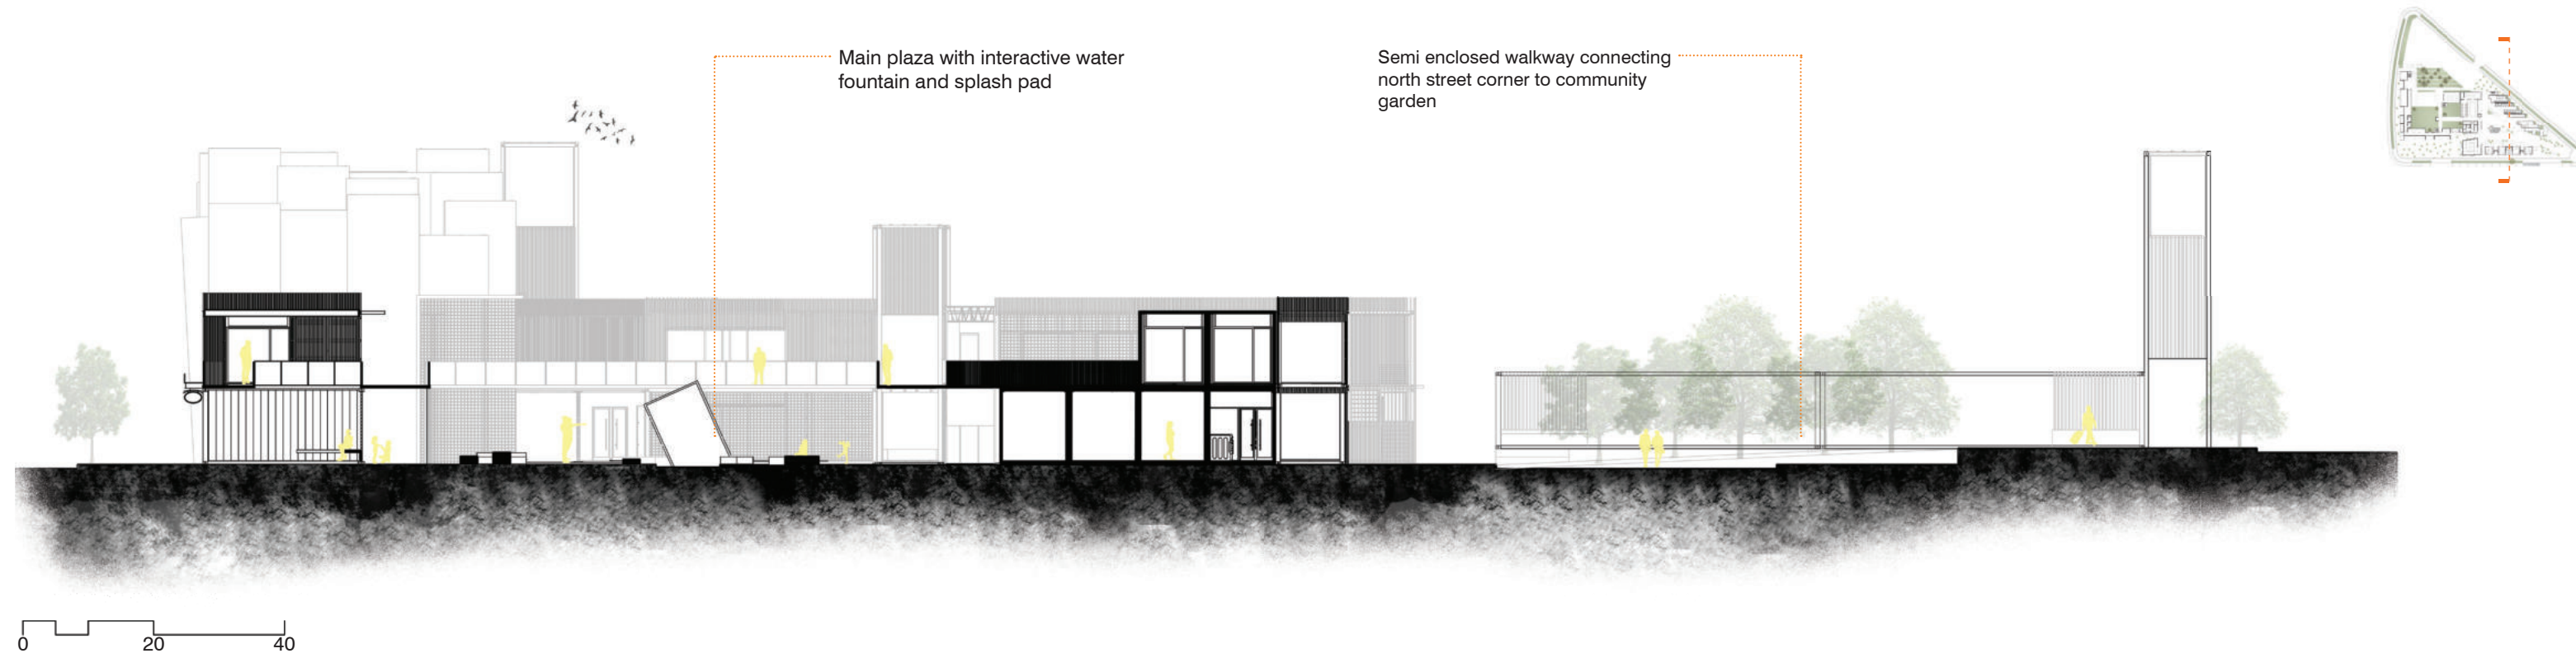 Main plaza with interactive water
fountain and splash pad
Semi enclosed walkway connecting
north street corner to community
garden
0 20 40